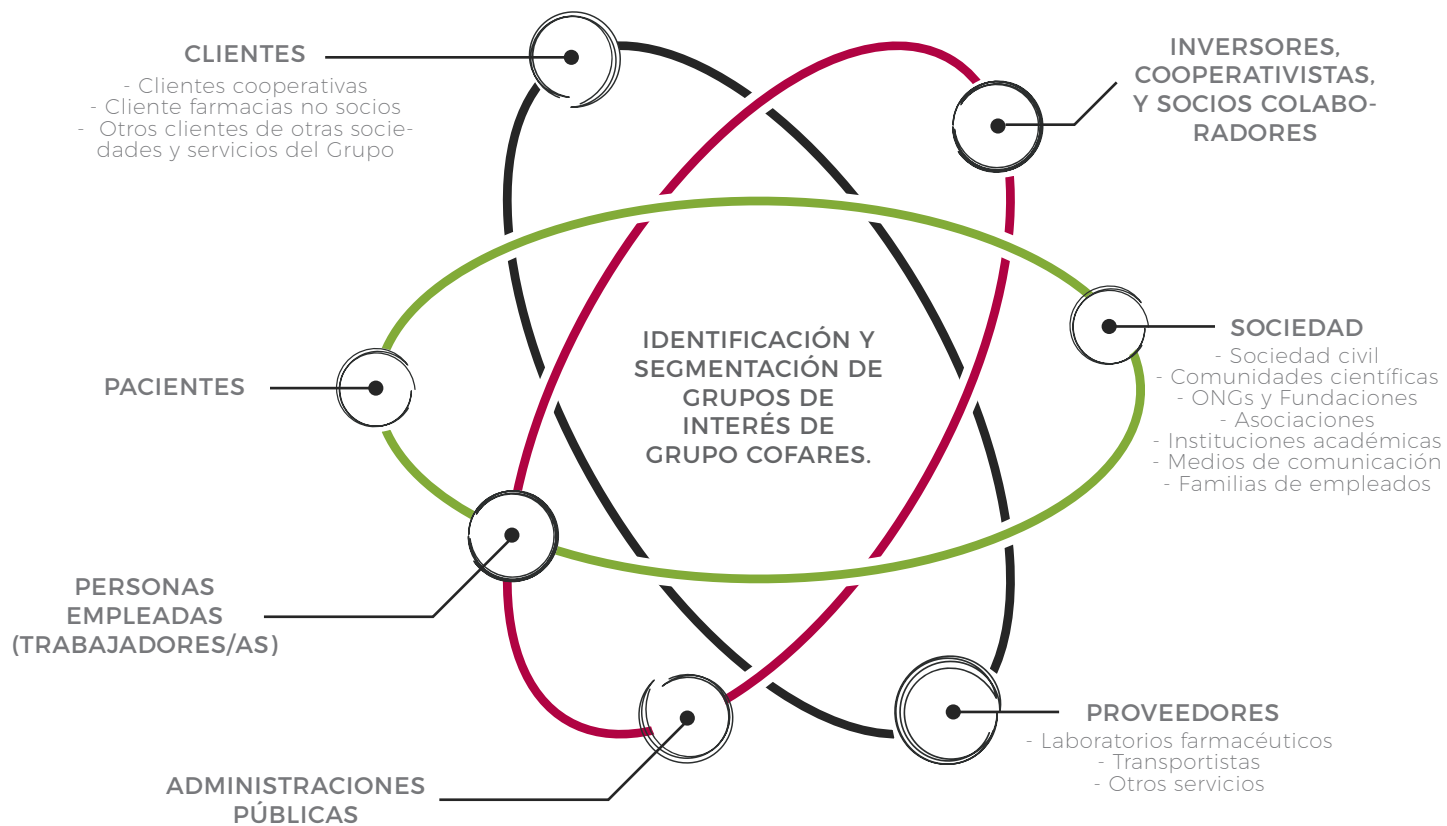 CLIENTES
- Clientes cooperativas
- Cliente farmacias no socios
- Otros clientes de otras socie-
dades y servicios del Grupo
INVERSORES,
COOPERATIVISTAS,
Y SOCIOS COLABO-
RADORES
IDENTIFICACIÓN Y
SEGMENTACIÓN DE
GRUPOS DE
INTERÉS DE
GRUPO COFARES.
SOCIEDAD
- Sociedad civil
- Comunidades científicas
- ONGs y Fundaciones
- Asociaciones
- Instituciones académicas
- Medios de comunicación
- Familias de empleados
PACIENTES
PERSONAS
EMPLEADAS
(TRABAJADORES/AS)
PROVEEDORES
- Laboratorios farmacéuticos
- Transportistas
- Otros servicios
ADMINISTRACIONES
PÚBLICAS